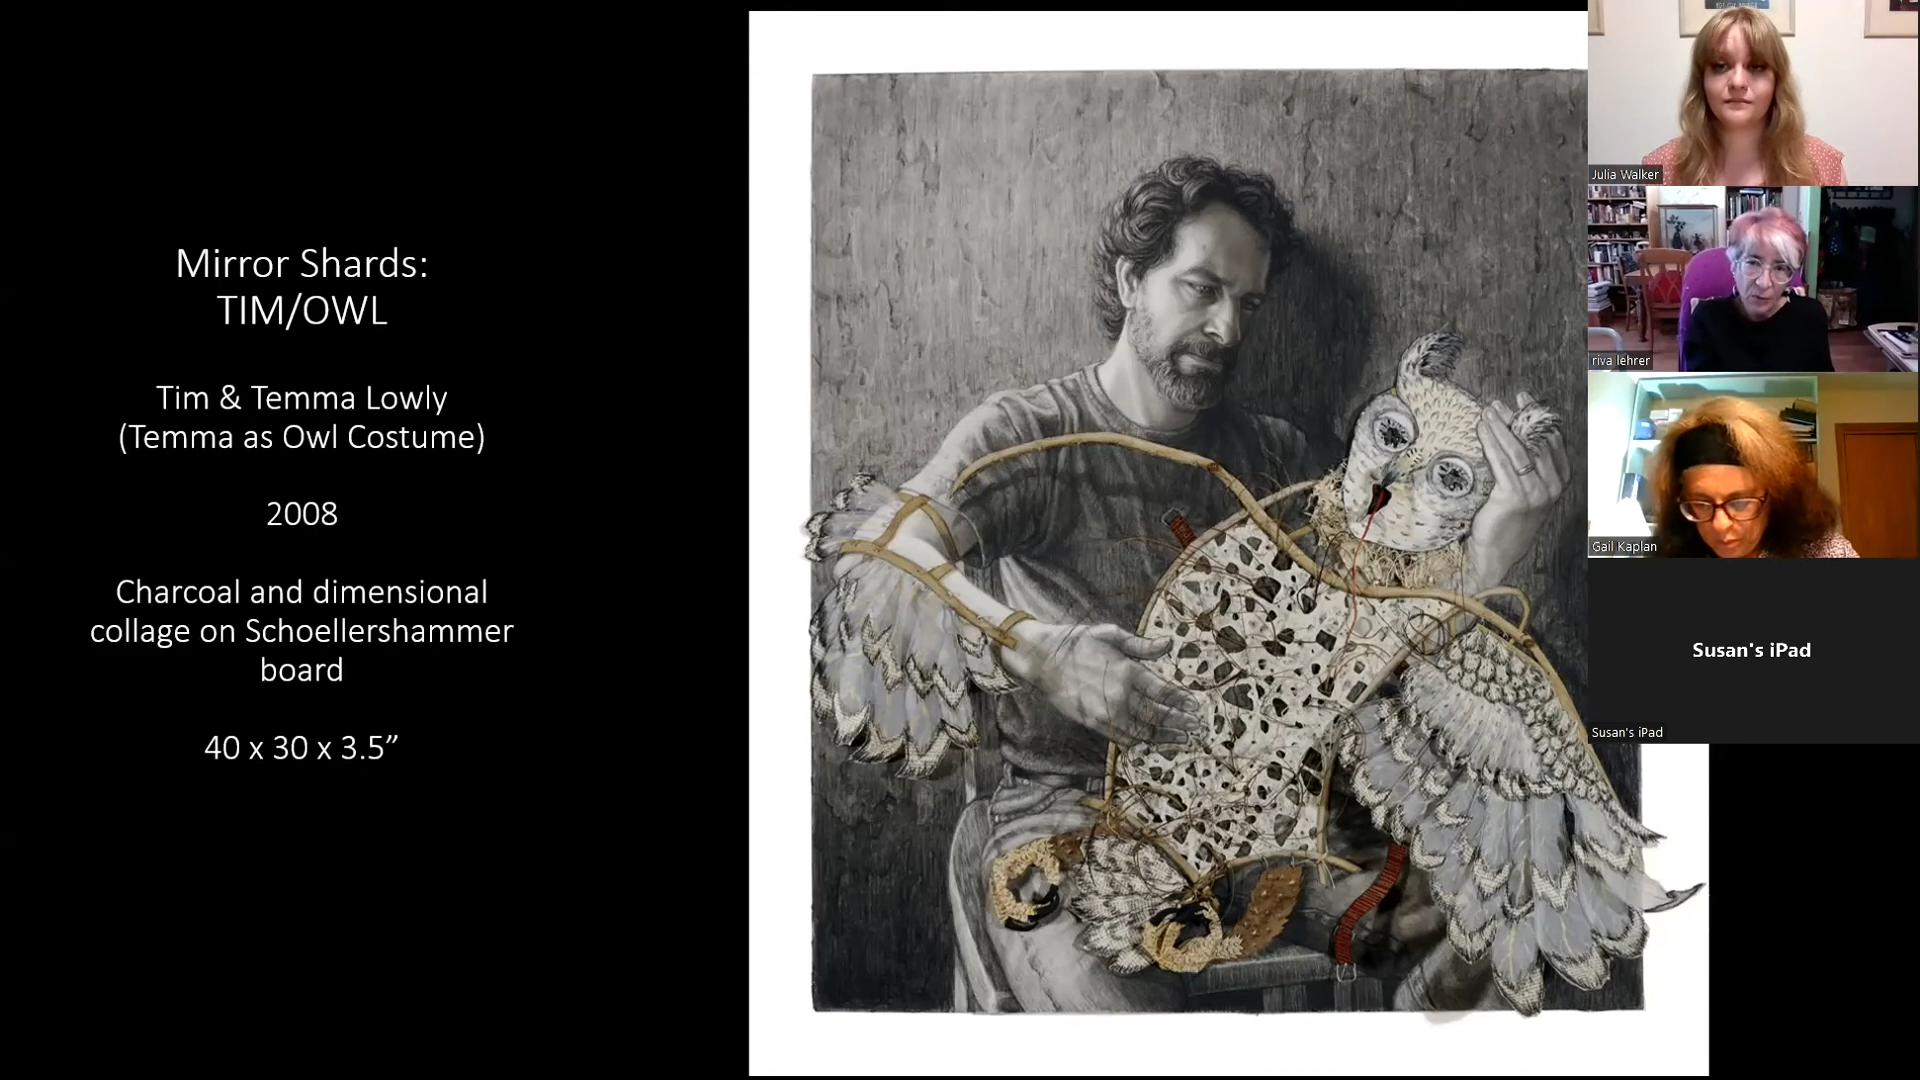 Mirror Shards:
TIM/OWL
Tim & Temma Lowly
(Temma as Owl Costume)
2008
Charcoal and dimensional
collage on Schoellershammer
board
40 x 30 x 3.5”
Julia Walker
riva lehrer
Gail Kaplan
Susan's iPad
Susan's iPad